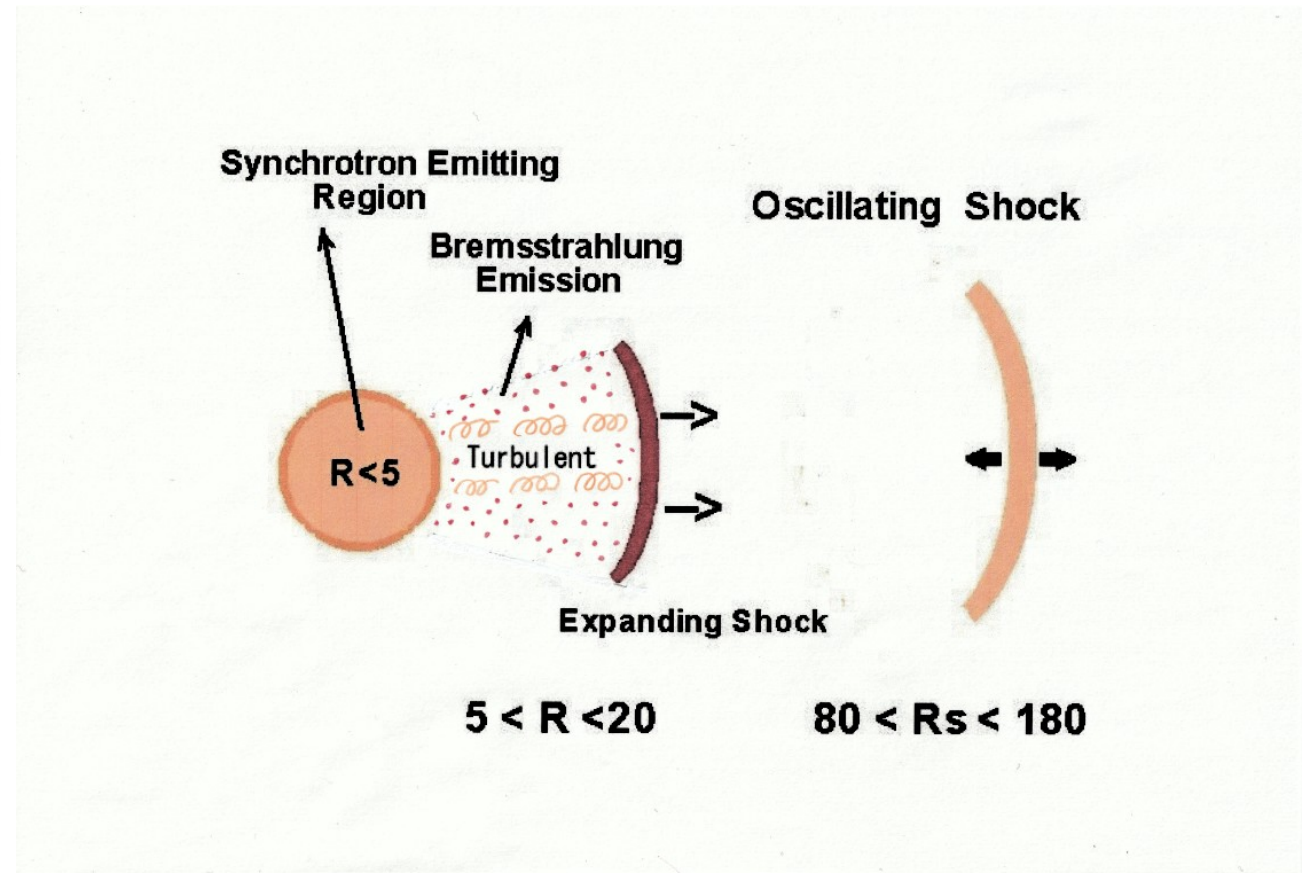 Synchrotron Emitting
Region
Bremsstrahlung
Emission
Oscillating Shock
R<5
Turbulent
Expanding Shock
5 < R <20
80 < Rs < 180